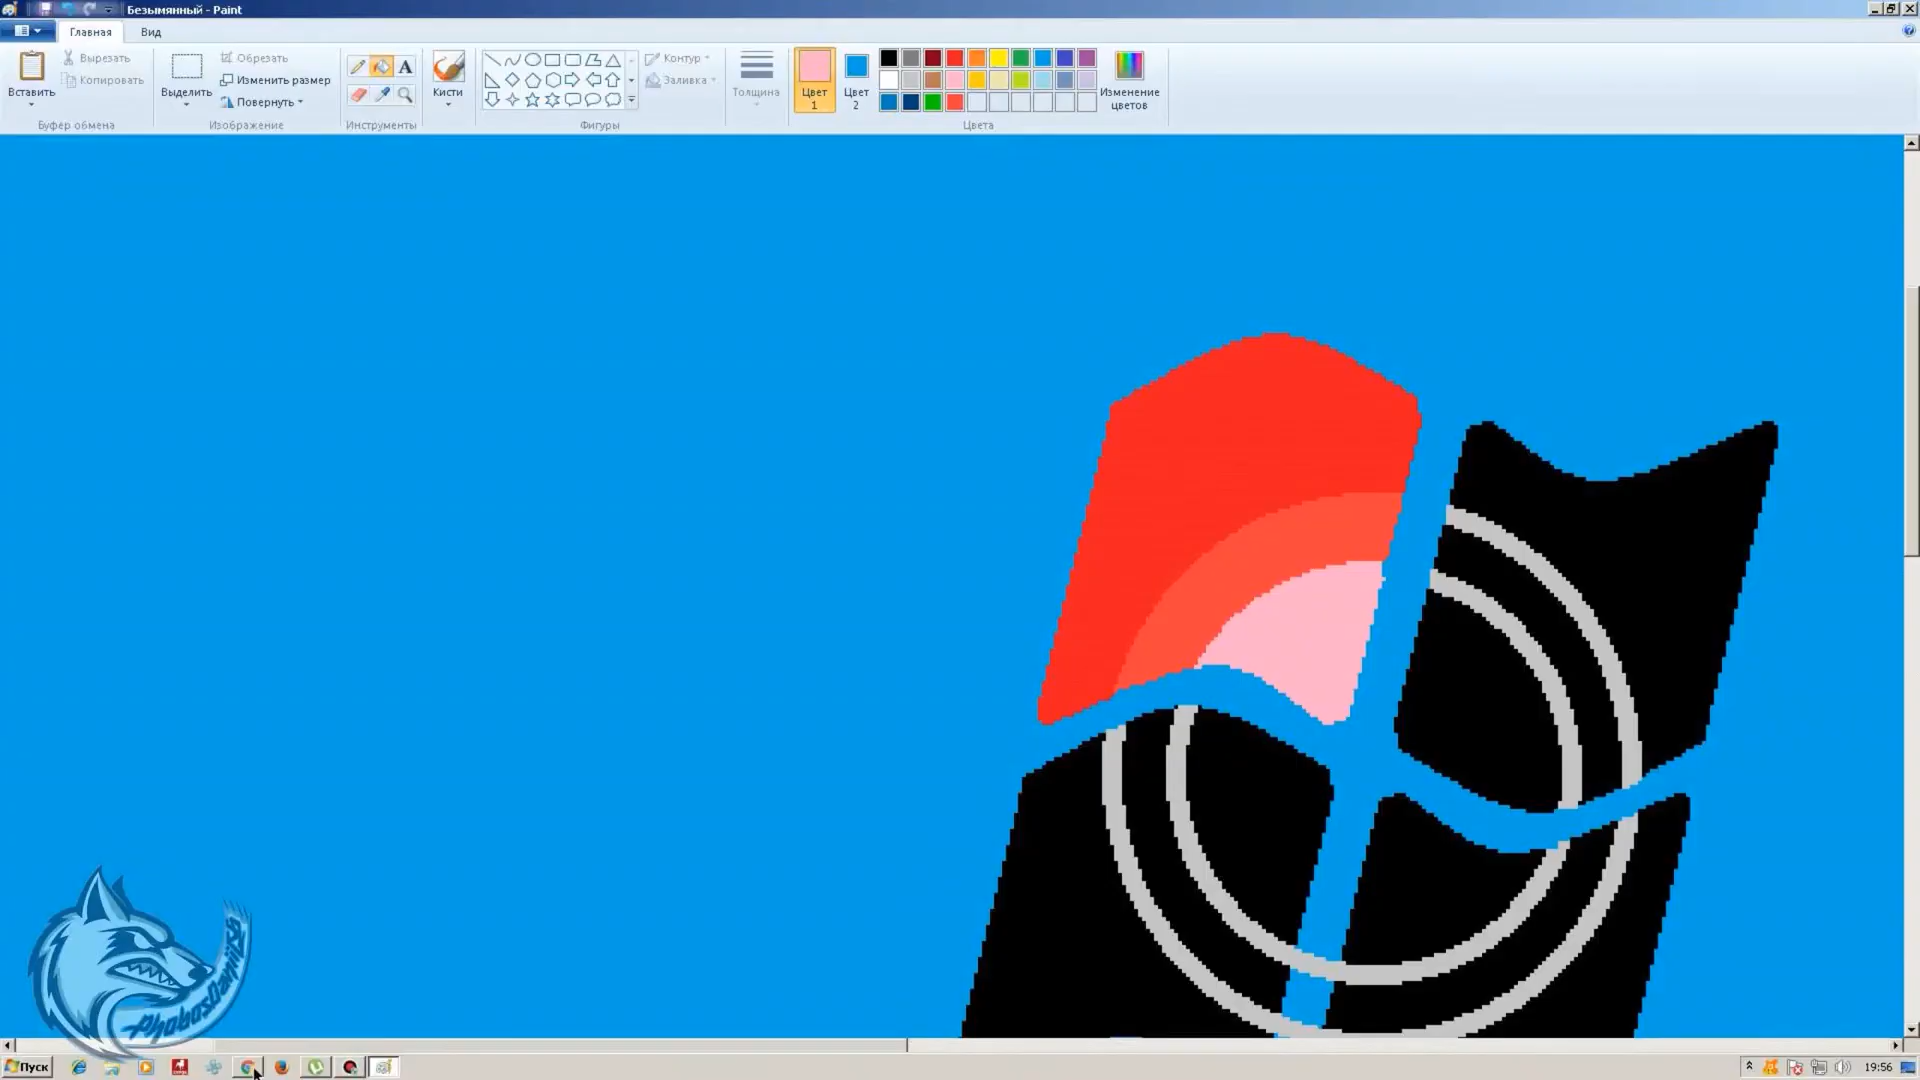 Безымянный - Paint
Главная Вид
Вставить
Вырезать
Копировать
Буфер обмена
Выделить
Обрезать
Изменить размер
Повернуть
Изображение
A
Инструменты
Кисти
Контур
Заливка
Фигуры
Толщина
Цвет
1
Цвет
2
Изменение
цветов
Цвета
PhobosDarkness
Пуск
19:56